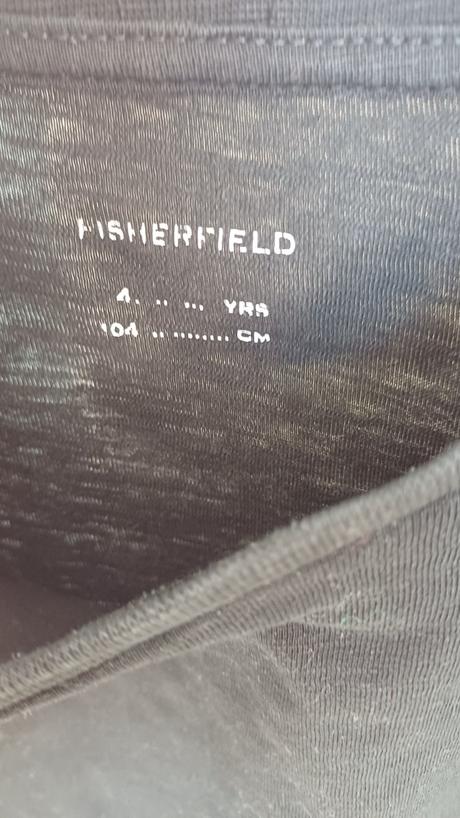 FISHERFIELD
4. .. ... YRS
104 .. ........ CM